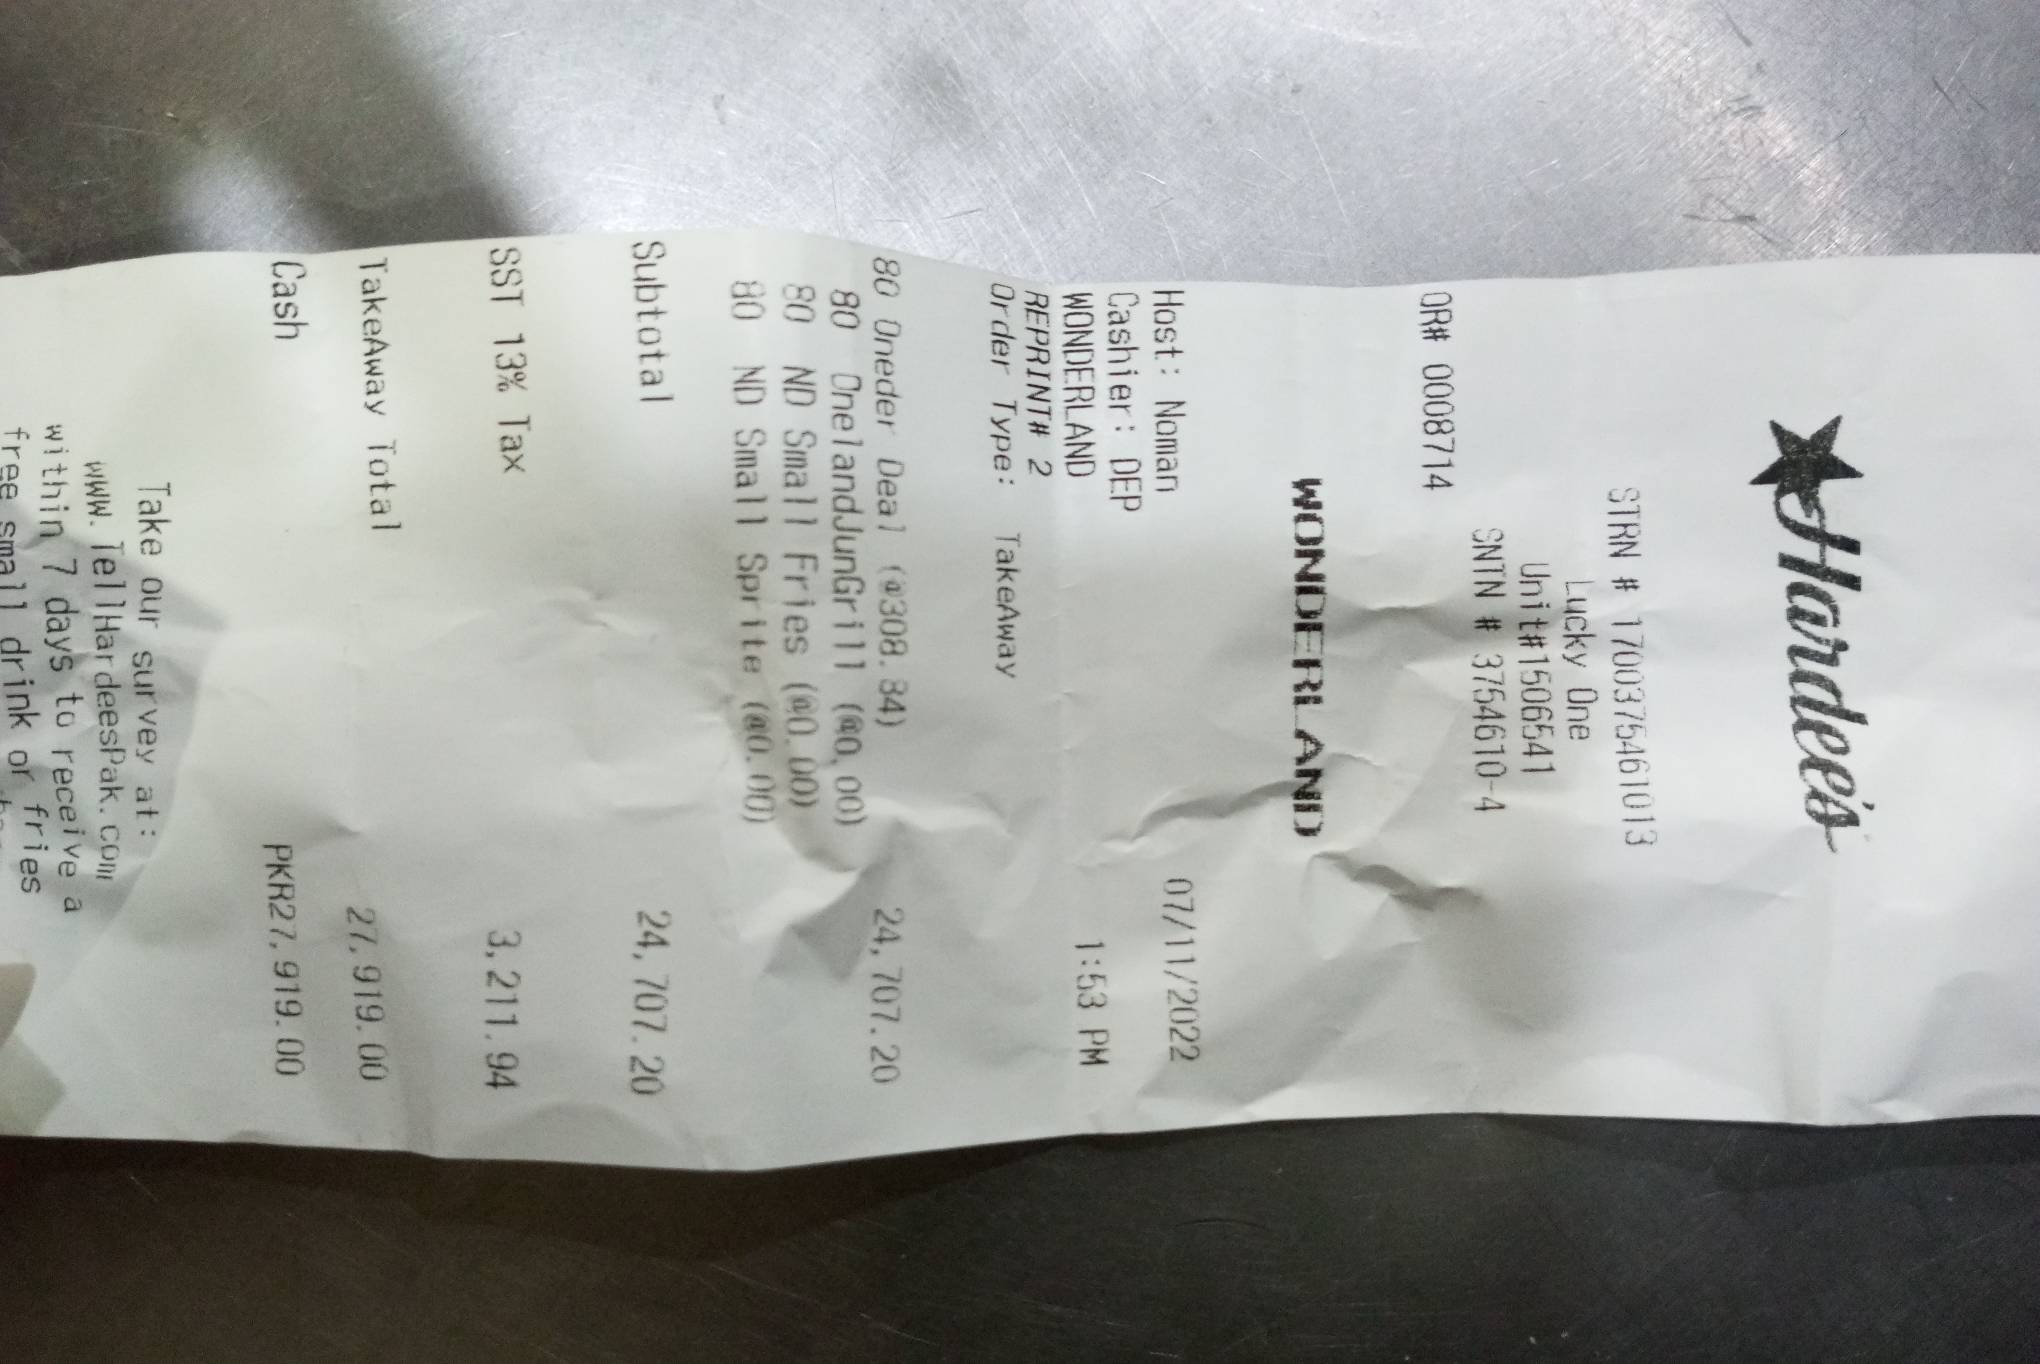 Hardee's
STRN # 1700375461013
Lucky One
Unit#1506541
SNTN # 3754610-4
OR# 0008714
WONDERLAND
Host: Noman 07/11/2022
Cashier: DEP
WONDERLAND 1:53 PM
REPRINT# 2
Order Type: TakeAway
80 Oneder Deal (@308.84) 24,707.20
80 OnelandJunGrill (@0.00)
80 ND Small Fries (@0.00)
80 ND Small Sprite (@0.00)
Subtotal 24,707.20
SST 13% Tax 3,211.94
TakeAway Total 27,919.00
Cash PKR27,919.00
Take our survey at:
www.TellHardeesPak.com
within 7 days to receive a
free small drink or fries